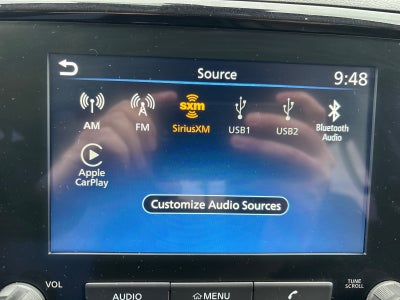 Source
9:48
AM
FM
sxm
SiriusXM
USB1
USB2
Bluetooth
Audio
Apple
CarPlay
Customize Audio Sources
VOL
AUDIO
MENU
TUNE
SCROLL